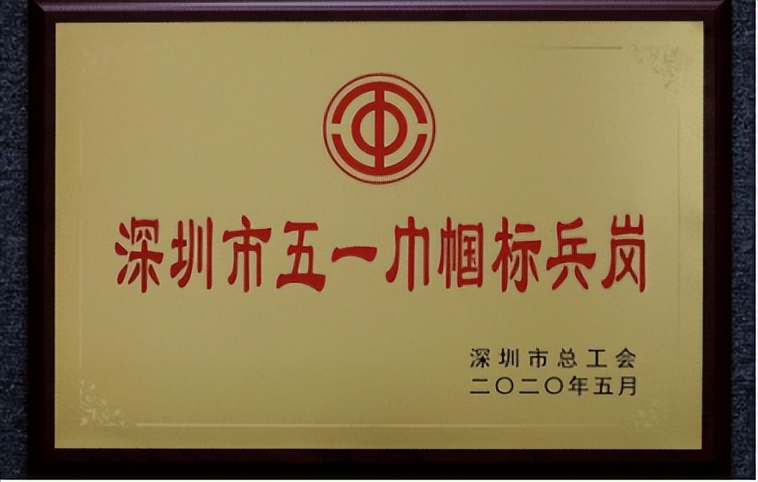 深圳市五一巾帼标兵岗
深圳市总工会
二〇二〇年五月